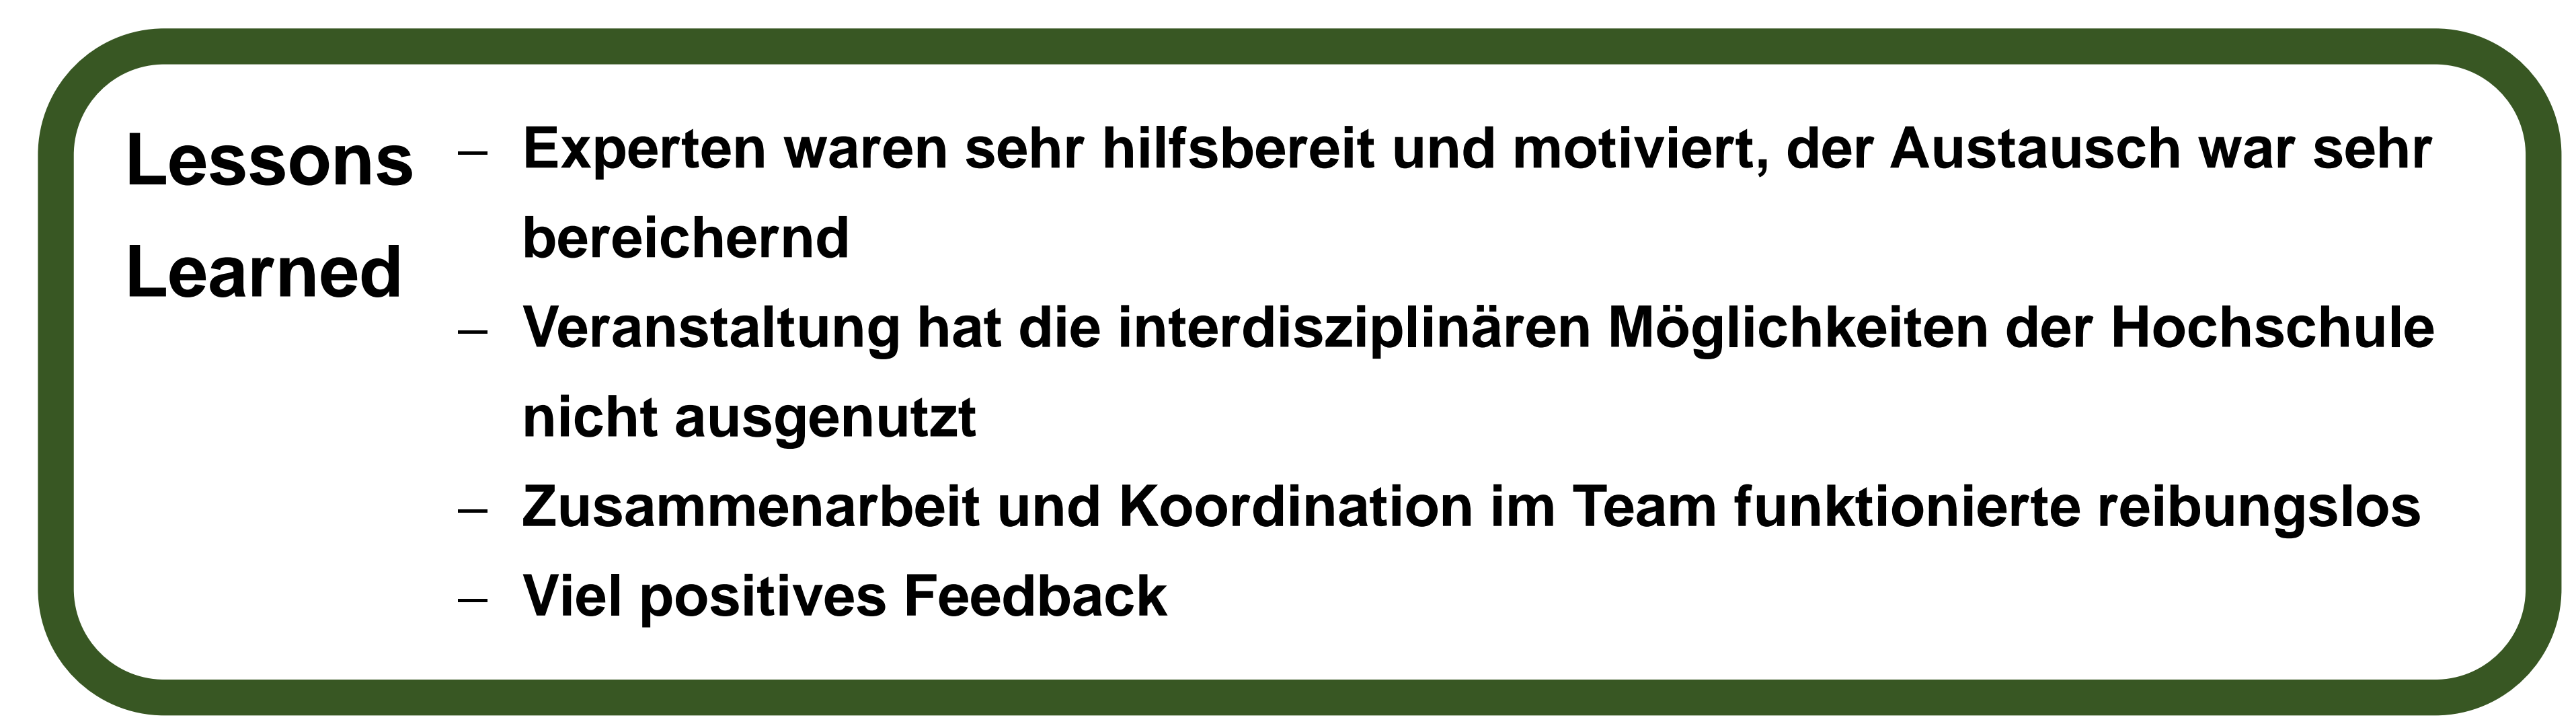 Lessons
Learned
– Experten waren sehr hilfsbereit und motiviert, der Austausch war sehr
bereichernd
– Veranstaltung hat die interdisziplinären Möglichkeiten der Hochschule
nicht ausgenutzt
– Zusammenarbeit und Koordination im Team funktionierte reibungslos
– Viel positives Feedback